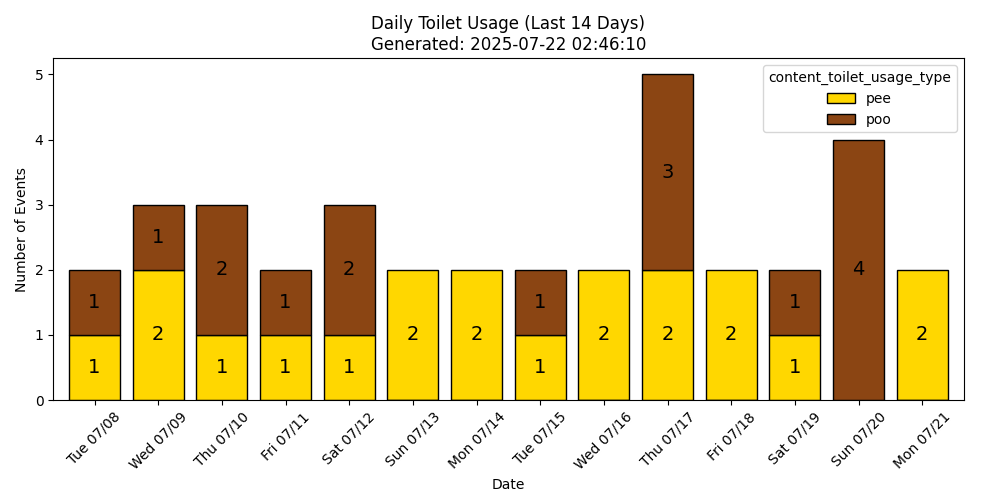 Daily Toilet Usage (Last 14 Days)
Generated: 2025-07-22 02:46:10
content_toilet_usage_type
pee
poo
Number of Events
5
4
3
2
1
0
1
1
2
1
1
2
1
1
1
2
2
2
1
1
2
2
3
2
1
1
4
2
Tue 07/08
Wed 07/09
Thu 07/10
Fri 07/11
Sat 07/12
Sun 07/13
Mon 07/14
Tue 07/15
Wed 07/16
Thu 07/17
Fri 07/18
Sat 07/19
Sun 07/20
Mon 07/21
Date